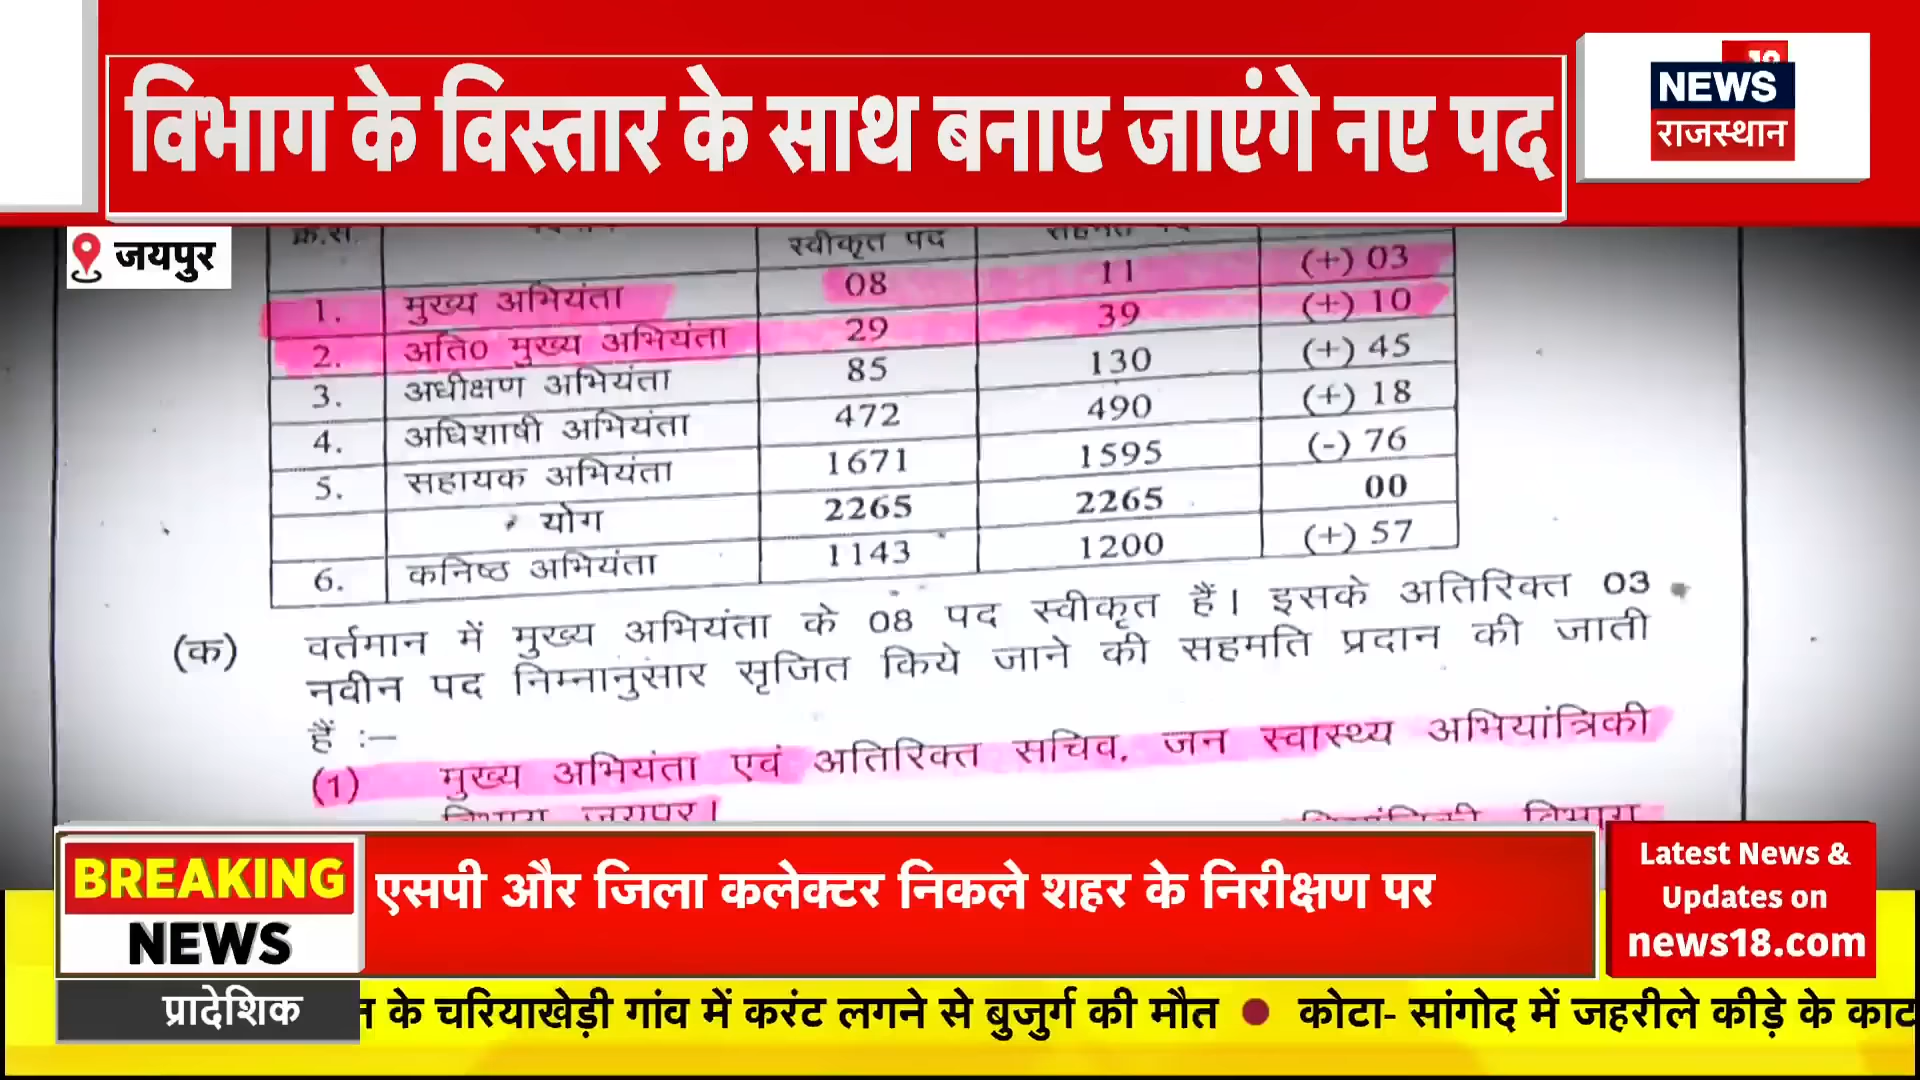 विभाग के विस्तार के साथ बनाए जाएंगे नए पद
NEWS
राजस्थान
जयपुर
क्र.स. स्वीकृत पद
1. मुख्य अभियंता 08 11 (+) 03
2. अति0 मुख्य अभियंता 29 39 (+) 10
3. अधीक्षण अभियंता 85 130 (+) 45
4. अधिशाषी अभियंता 472 490 (+) 18
5. सहायक अभियंता 1671 1595 (-) 76
योग 2265 2265 00
6. कनिष्ठ अभियंता 1143 1200 (+) 57
(क) वर्तमान में मुख्य अभियंता के 08 पद स्वीकृत हैं। इसके अतिरिक्त 03
नवीन पद निम्नानुसार सृजित किये जाने की सहमति प्रदान की जाती
हैं :–
(1) मुख्य अभियंता एवं अतिरिक्त सचिव, जन स्वास्थ्य अभियांत्रिकी
विभाग जयपुर। विभाग
BREAKING
NEWS
एसपी और जिला कलेक्टर निकले शहर के निरीक्षण पर
Latest News &
Updates on
news18.com
प्रादेशिक
के चरियाखेड़ी गांव में करंट लगने से बुजुर्ग की मौत ● कोटा- सांगोद में जहरीले कीड़े के काट